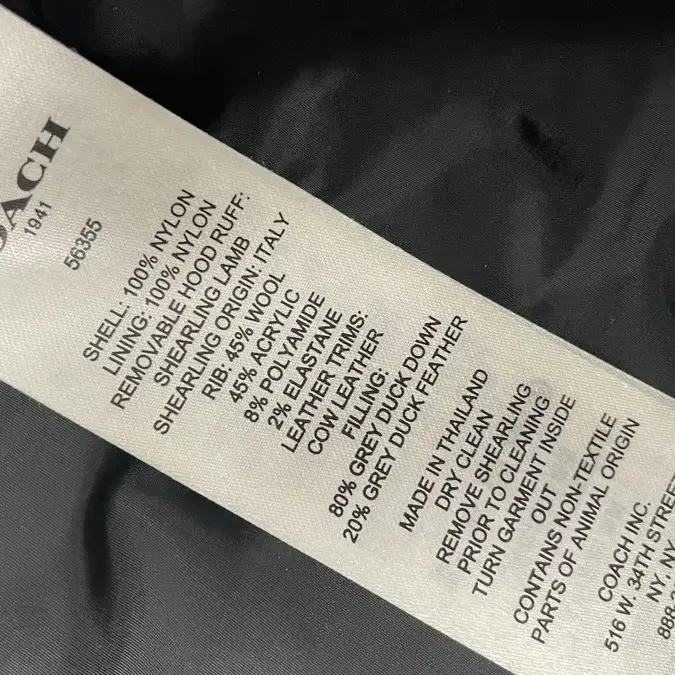 COACH
1941
56355
SHELL: 100% NYLON
LINING: 100% NYLON
REMOVABLE HOOD RUFF:
SHEARLING LAMB
SHEARLING ORIGIN: ITALY
RIB: 45% WOOL
45% ACRYLIC
8% POLYAMIDE
2% ELASTANE
LEATHER TRIMS:
COW LEATHER
FILLING:
80% GREY DUCK DOWN
20% GREY DUCK FEATHER
MADE IN THAILAND
DRY CLEAN
REMOVE SHEARLING
PRIOR TO CLEANING
TURN GARMENT INSIDE
OUT
CONTAINS NON-TEXTILE
PARTS OF ANIMAL ORIGIN
COACH INC.
516 W. 34TH STREET
NY, NY